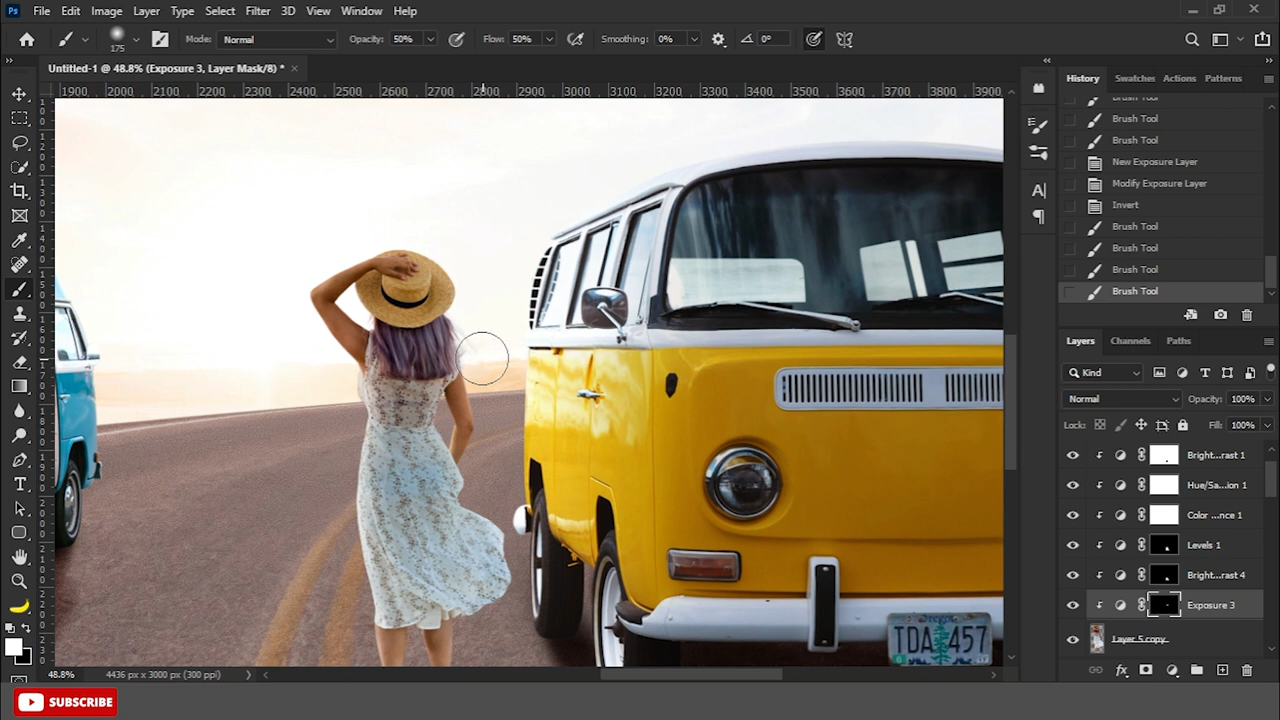 Ps File Edit Image Layer Type Select Filter 3D View Window Help
175 Mode: Normal Opacity: 50% Flow: 50% Smoothing: 0% 0°
Untitled-1 @ 48.8% (Exposure 3, Layer Mask/8) * ×
1900 2000 2100 2200 2300 2400 2500 2600 2700 2800 2900 3000 3100 3200 3300 3400 3500 3600 3700 3800 3900
History Swatches Actions Patterns
Brush Tool
Brush Tool
Brush Tool
New Exposure Layer
Modify Exposure Layer
Invert
Brush Tool
Brush Tool
Brush Tool
Brush Tool
Layers Channels Paths
Kind
Normal Opacity: 100%
Lock: Fill: 100%
Bright...rast 1
Hue/Sa...ion 1
Color ...nce 1
Levels 1
Bright...rast 4
Exposure 3
Layer 5 copy
TDA 457
48.8% 4436 px x 3000 px (300 ppi)
SUBSCRIBE